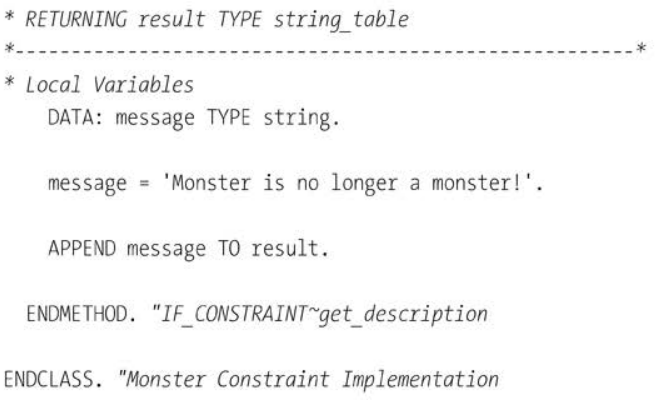 * RETURNING result TYPE string_table
*-------------------------------------------------------*
* Local Variables
DATA: message TYPE string.
message = 'Monster is no longer a monster!'.
APPEND message TO result.
ENDMETHOD. "IF_CONSTRAINT~get_description
ENDCLASS. "Monster Constraint Implementation